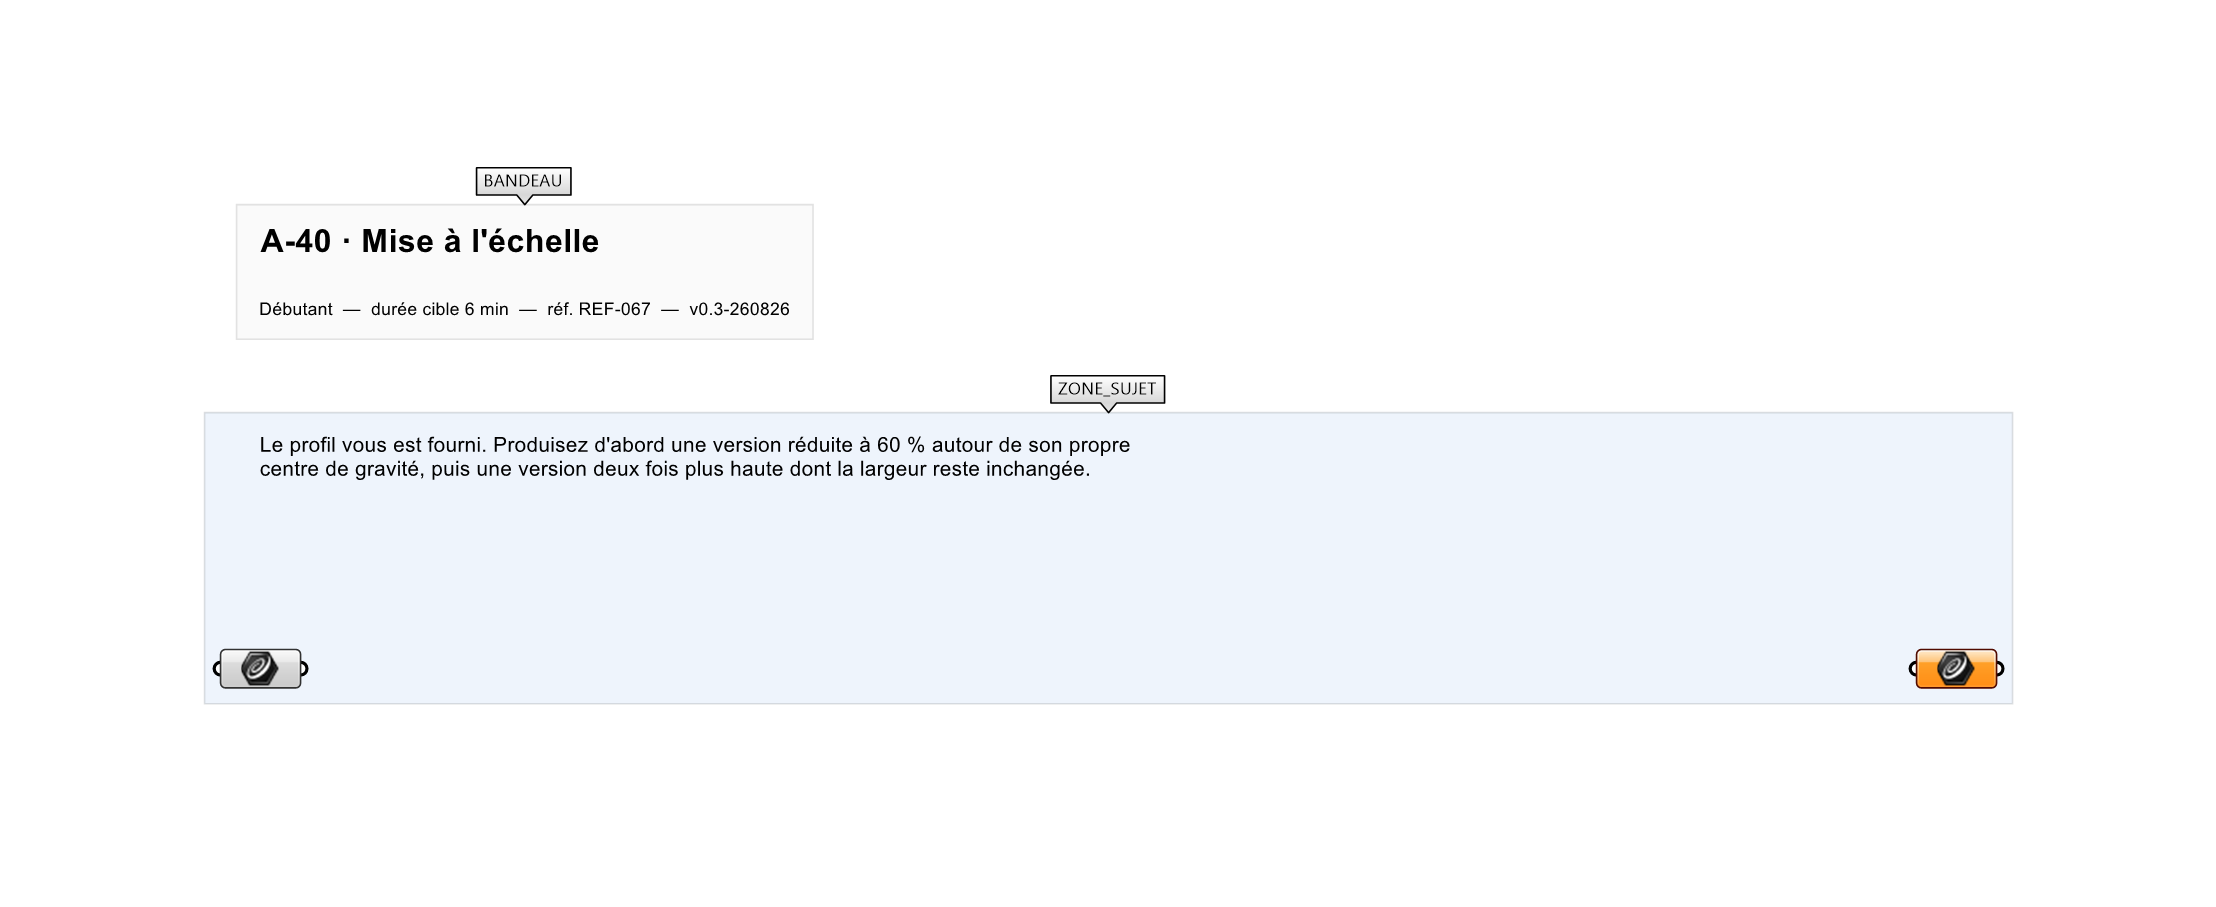 BANDEAU
A-40 · Mise à l'échelle
Débutant — durée cible 6 min — réf. REF-067 — v0.3-260826
ZONE_SUJET
Le profil vous est fourni. Produisez d'abord une version réduite à 60 % autour de son propre
centre de gravité, puis une version deux fois plus haute dont la largeur reste inchangée.